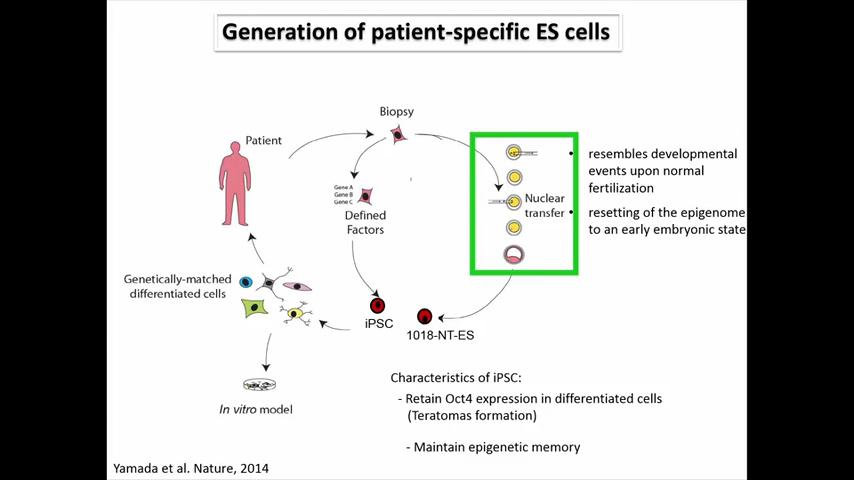 Generation of patient-specific ES cells
Biopsy
Patient
Gene A
Gene B
Gene C
Defined
Factors
Nuclear
transfer
• resembles developmental
events upon normal
fertilization
• resetting of the epigenome
to an early embryonic state
Genetically-matched
differentiated cells
iPSC
1018-NT-ES
In vitro model
Characteristics of iPSC:
- Retain Oct4 expression in differentiated cells
(Teratomas formation)
- Maintain epigenetic memory
Yamada et al. Nature, 2014